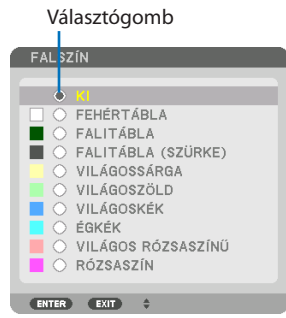 Választógomb
FALSZÍN
KI
FEHÉRTÁBLA
FALITÁBLA
FALITÁBLA (SZÜRKE)
VILÁGOSSÁRGA
VILÁGOSZÖLD
VILÁGOSKÉK
ÉGKÉK
VILÁGOS RÓZSASZÍNŰ
RÓZSASZÍN
ENTER EXIT